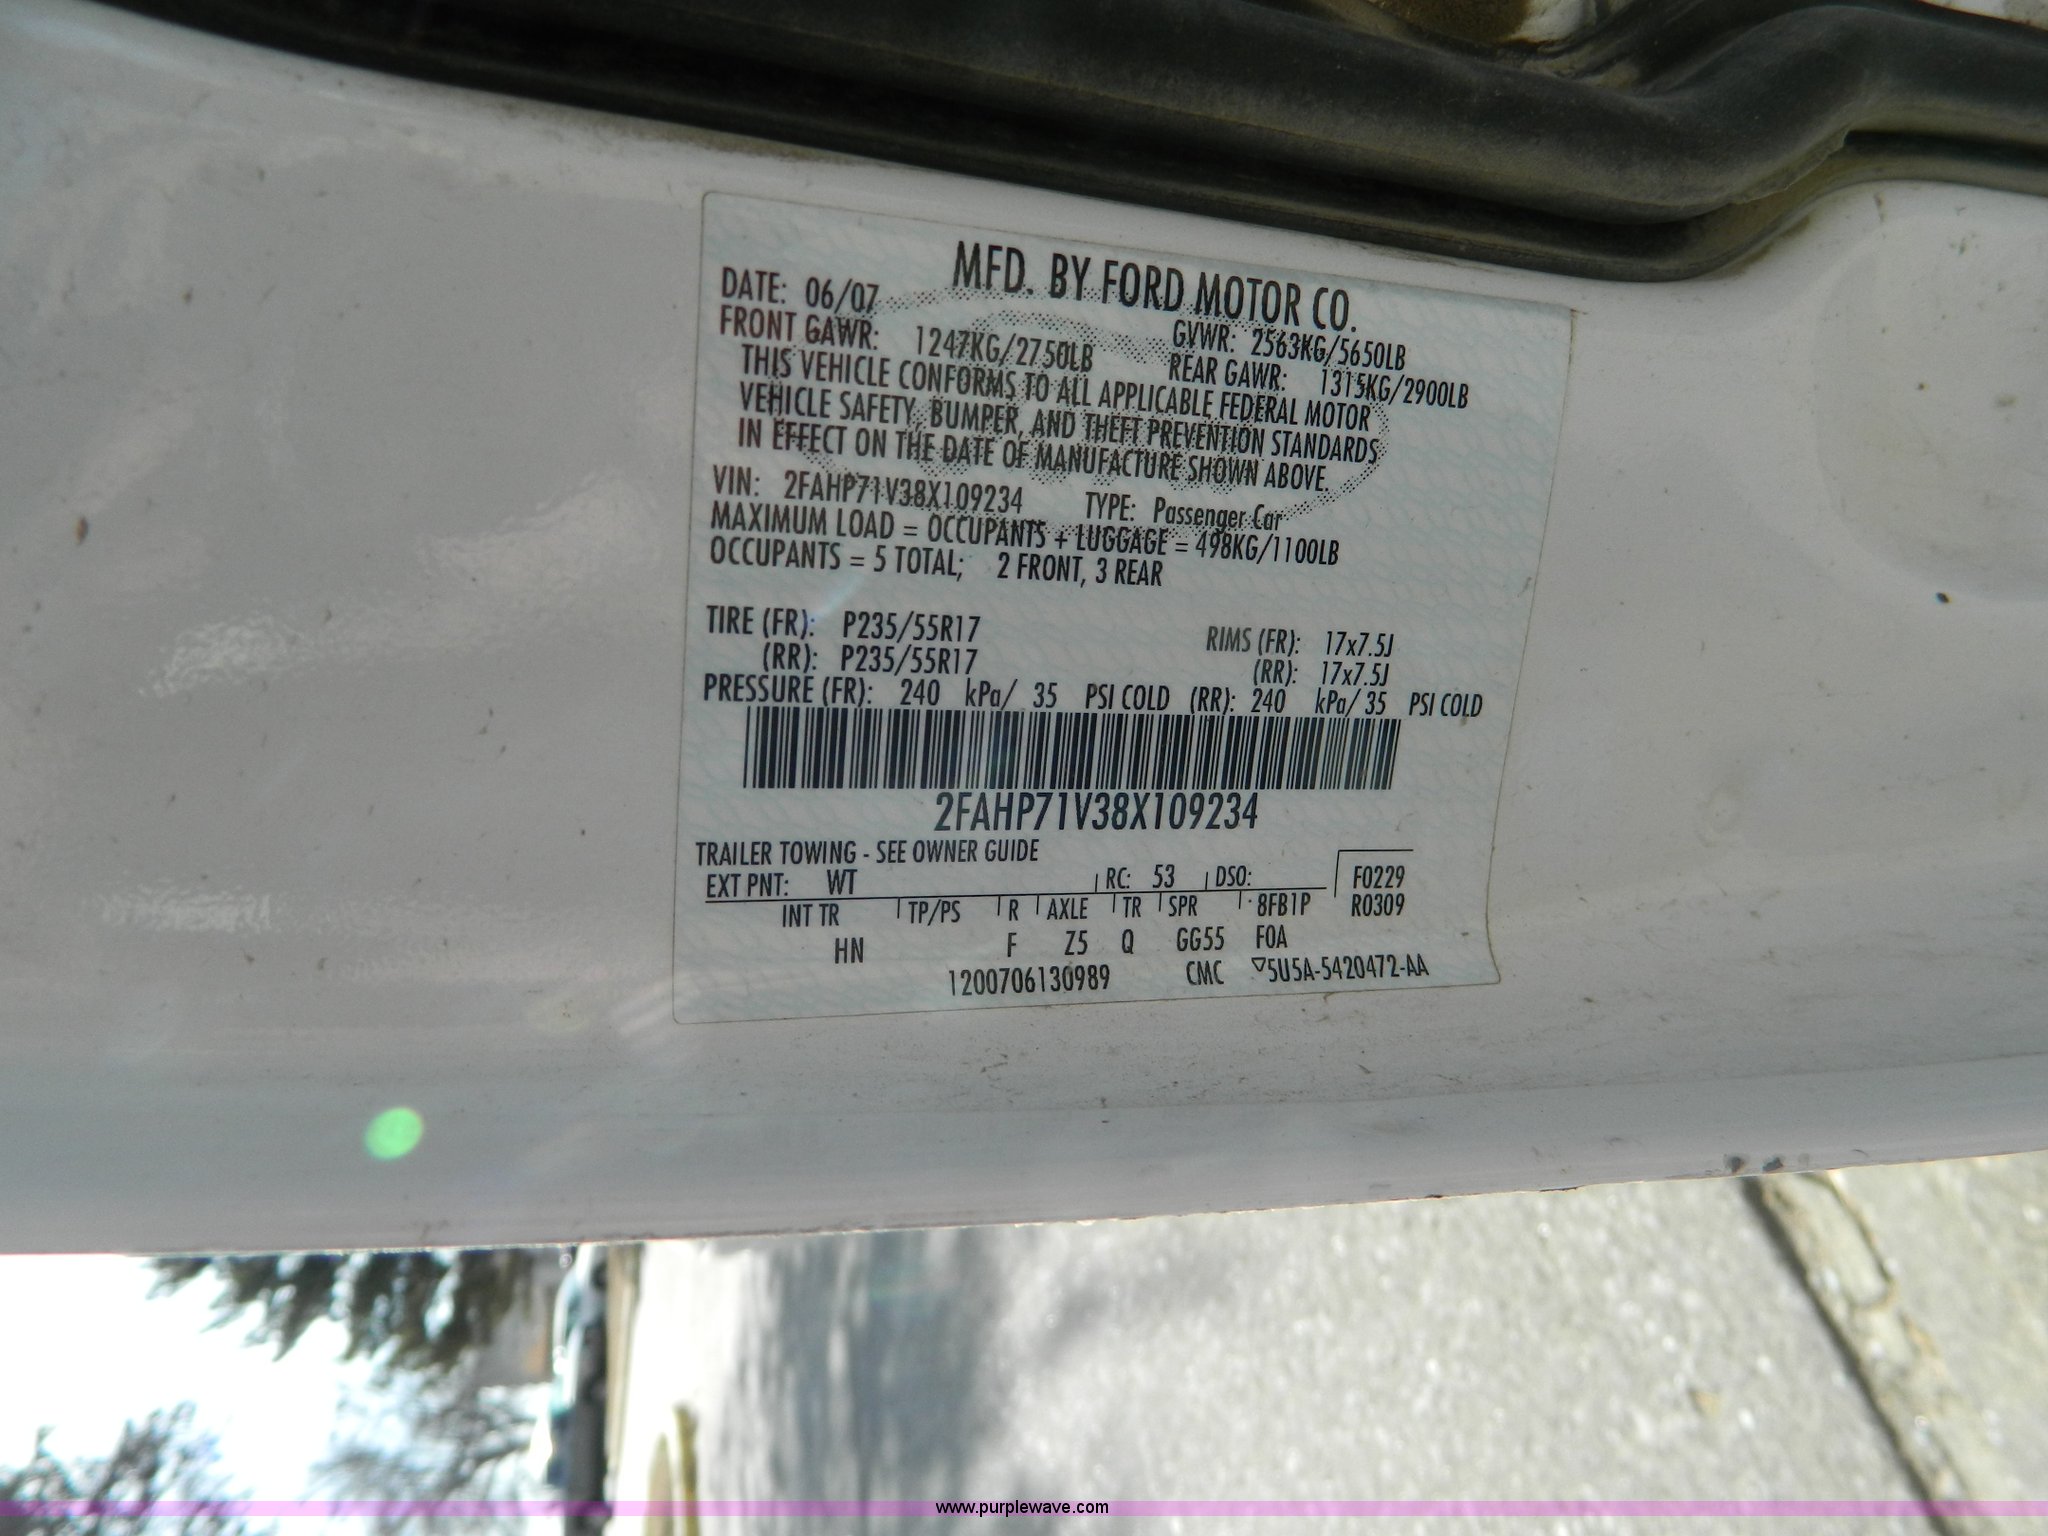 MFD. BY FORD MOTOR CO.
DATE: 06/07
GVWR: 2563KG/5650LB
FRONT GAWR: 1247KG/2750LB
REAR GAWR: 1315KG/2900LB
THIS VEHICLE CONFORMS TO ALL APPLICABLE FEDERAL MOTOR
VEHICLE SAFETY, BUMPER, AND THEFT PREVENTION STANDARDS
IN EFFECT ON THE DATE OF MANUFACTURE SHOWN ABOVE.
VIN: 2FAHP71V38X109234 TYPE: Passenger Car
MAXIMUM LOAD = OCCUPANTS + LUGGAGE = 498KG/1100LB
OCCUPANTS = 5 TOTAL; 2 FRONT, 3 REAR
TIRE (FR): P235/55R17 RIMS (FR): 17x7.5J
(RR): P235/55R17 (RR): 17x7.5J
PRESSURE (FR): 240 kPa/ 35 PSI COLD (RR): 240 kPa/ 35 PSI COLD
2FAHP71V38X109234
TRAILER TOWING - SEE OWNER GUIDE
EXT PNT: WT RC: 53 DSO: F0229
INT TR TP/PS R AXLE TR SPR 8FB1P R0309
HN F Z5 Q GG55 FOA
1200706130989 CMC ▽5U5A-5420472-AA
www.purplewave.com